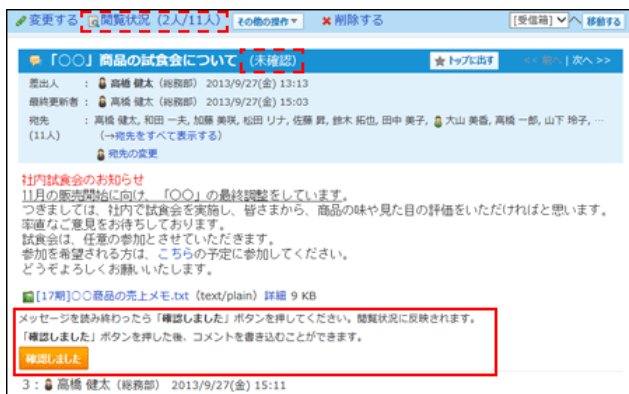 変更する 閲覧状況 (2人/11人) その他の操作▼ ×削除する [受信箱] へ 移動する
「〇〇」商品の試食会について (未確認) ★トップに出す << 前へ | 次へ >>
差出人 : 高橋 健太 (総務部) 2013/9/27(金) 13:13
最終更新者 : 高橋 健太 (総務部) 2013/9/27(金) 15:03
宛先 : 高橋 健太, 和田 一夫, 加藤 美咲, 松田 リナ, 佐藤 昇, 鈴木 拓也, 田中 美子, 大山 美香, 高橋 一郎, 山下 玲子, …
(11人) (→宛先をすべて表示する)
宛先の変更
社内試食会のお知らせ
11月の販売開始に向け、「〇〇」の最終調整をしています。
つきましては、社内で試食会を実施し、皆さまから、商品の味や見た目の評価をいただければと思います。
率直なご意見をお待ちしております。
試食会は、任意の参加とさせていただきます。
参加を希望される方は、こちらの予定に参加してください。
どうぞよろしくお願いいたします。
[17期]〇〇商品の売上メモ.txt (text/plain) 詳細 9 KB
メッセージを読み終わったら「確認しました」ボタンを押してください。閲覧状況に反映されます。
「確認しました」ボタンを押した後、コメントを書き込むことができます。
確認しました
3 : 高橋 健太 (総務部) 2013/9/27(金) 15:11